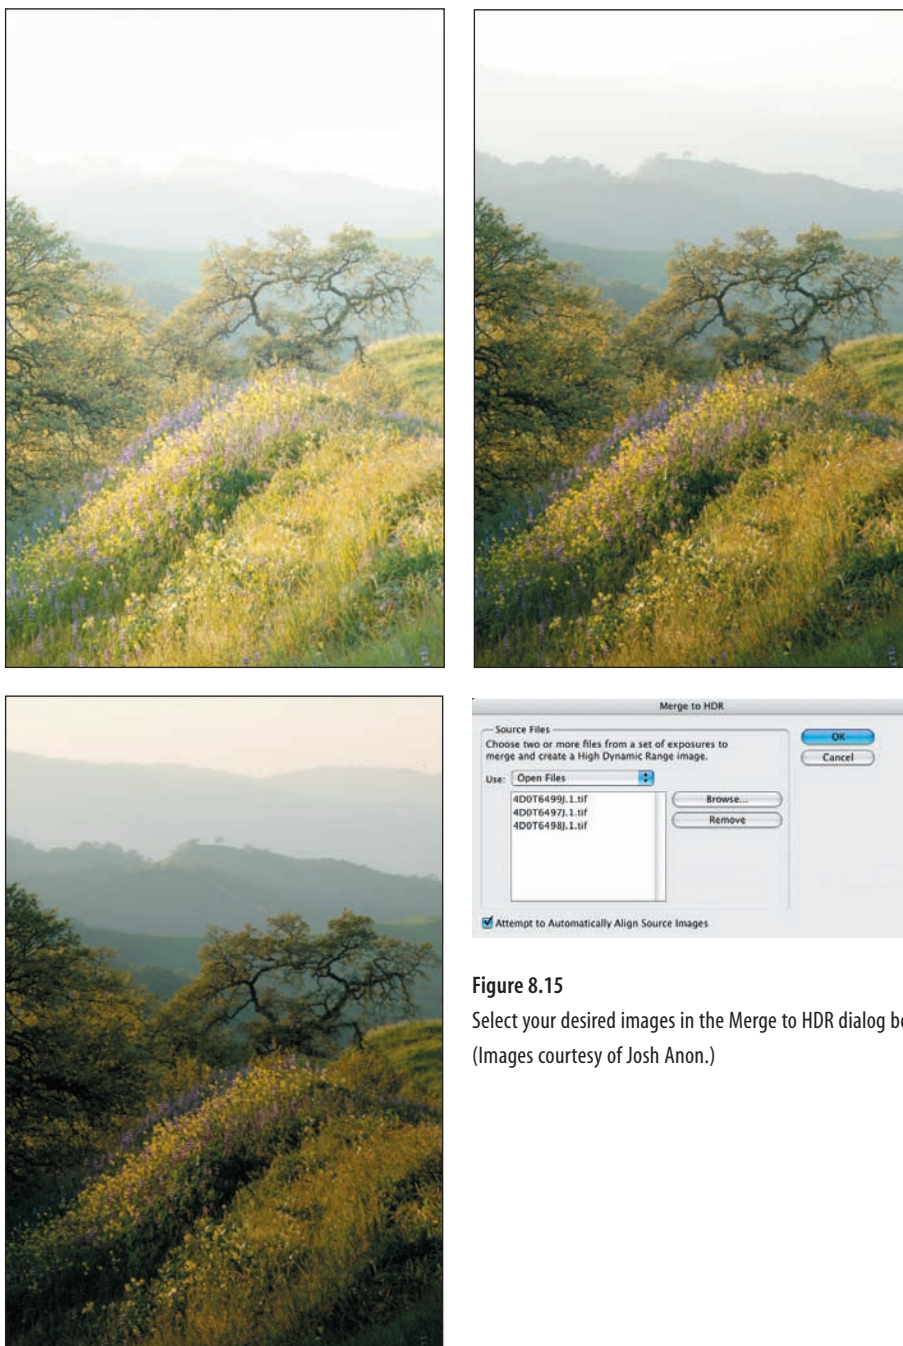 Merge to HDR
Source Files
Choose two or more files from a set of exposures to
merge and create a High Dynamic Range image.
Use: Open Files
4D0T6499J.1.tif
4D0T6497J.1.tif
4D0T6498J.1.tif
OK
Cancel
Browse...
Remove
Attempt to Automatically Align Source Images
Figure 8.15
Select your desired images in the Merge to HDR dialog
(Images courtesy of Josh Anon.)